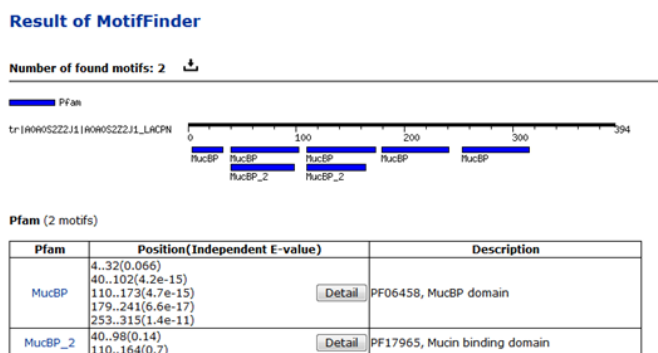 Result of MotifFinder
Number of found motifs: 2
Pfam
tr|A0A0S2Z2J1|A0A0S2Z2J1_LACPN 0 100 200 300 394
MucBP MucBP MucBP MucBP MucBP
MucBP_2 MucBP_2
Pfam (2 motifs)
Pfam Position(Independent E-value) Description
4..32(0.066)
40..102(4.2e-15)
MucBP 110..173(4.7e-15) Detail PF06458, MucBP domain
179..241(6.6e-17)
253..315(1.4e-11)
MucBP_2 40..98(0.14) Detail PF17965, Mucin binding domain
110..164(0.7)